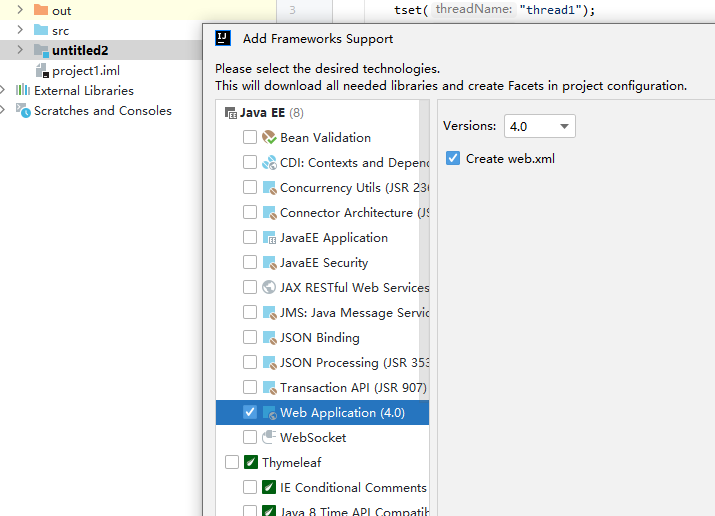 out
3
tset( threadName: "thread1");
src
untitled2
project1.iml
External Libraries
Scratches and Consoles
IJ
Add Frameworks Support
Please select the desired technologies.
This will download all needed libraries and create Facets in project configuration.
Java EE (8)
Bean Validation
CDI: Contexts and Depend
Concurrency Utils (JSR 236
Connector Architecture (JS
JavaEE Application
JavaEE Security
JAX RESTful Web Services
JMS: Java Message Servic
JSON Binding
JSON Processing (JSR 353
Transaction API (JSR 907)
Web Application (4.0)
WebSocket
Thymeleaf
IE Conditional Comments
Java 8 Time API Compatib
Versions: 4.0
Create web.xml